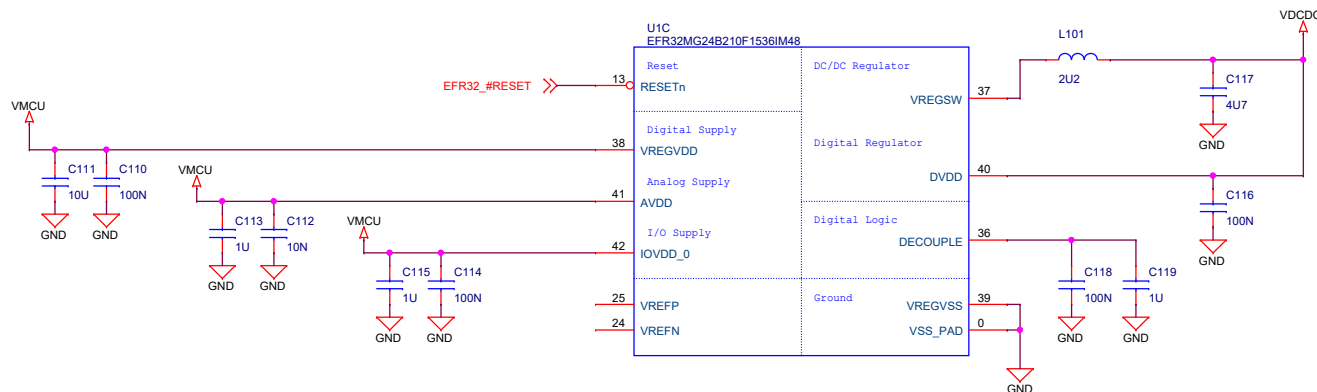 U1C
EFR32MG24B210F1536IM48
VDCDC
L101
2U2
Reset
DC/DC Regulator
EFR32_#RESET
13
RESETn
C117
4U7
37
VREGSW
GND
VMCU
Digital Supply
Digital Regulator
38
VREGVDD
C111
10U
C110
100N
GND
GND
VMCU
Analog Supply
40
DVDD
41
AVDD
C116
100N
GND
C113
1U
C112
10N
GND
GND
VMCU
I/O Supply
Digital Logic
42
IOVDD_0
36
DECOUPLE
C115
1U
C114
100N
GND
GND
C118
100N
C119
1U
GND
GND
25
VREFP
Ground
39
VREGVSS
24
VREFN
0
VSS_PAD
GND